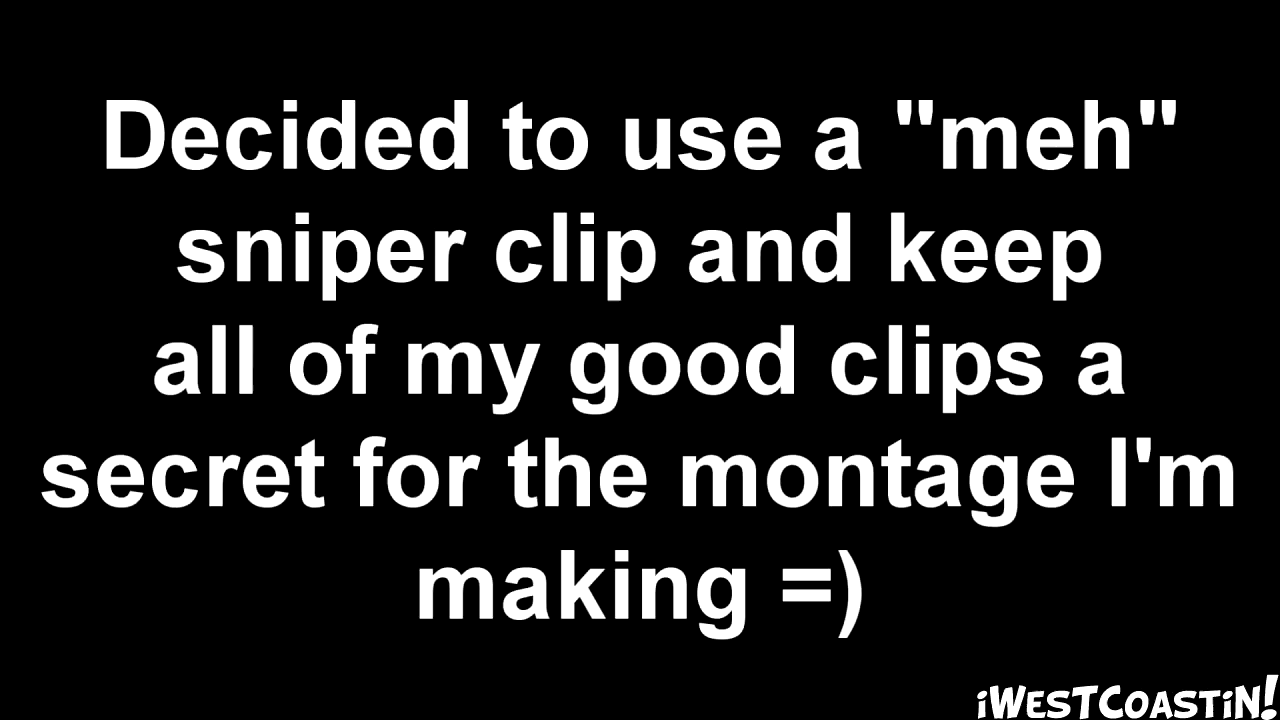 Decided to use a "meh"
sniper clip and keep
all of my good clips a
secret for the montage I'm
making =)
iWESTCOASTiN!